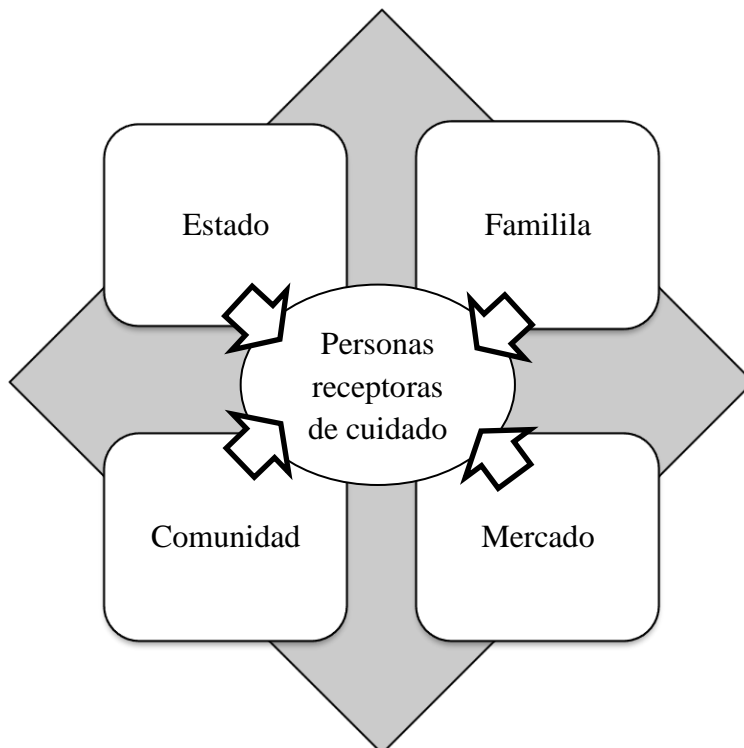 Estado
Familila
Personas
receptoras
de cuidado
Comunidad
Mercado